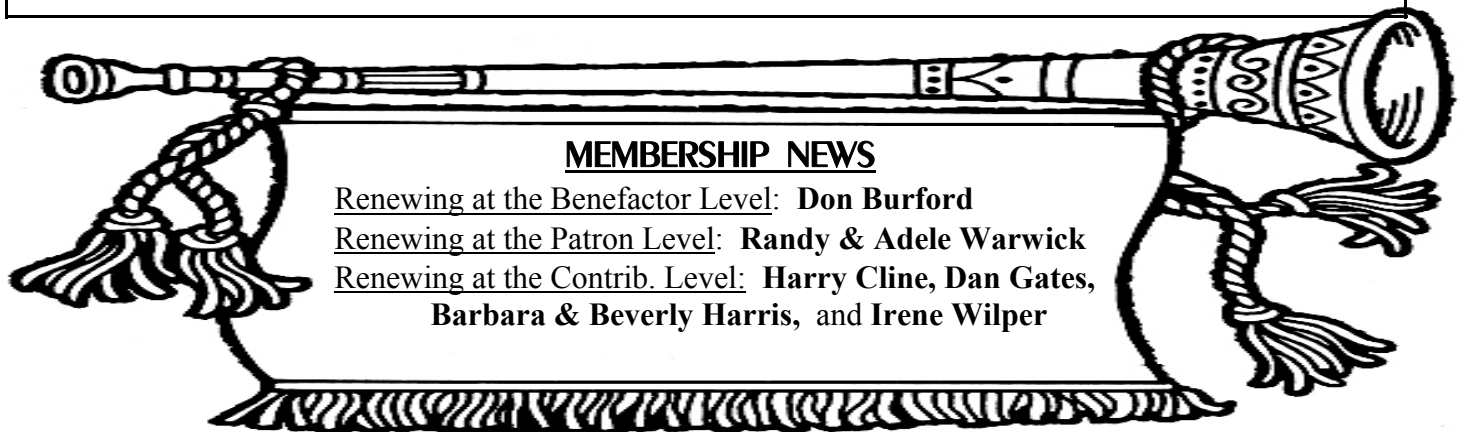 MEMBERSHIP NEWS
Renewing at the Benefactor Level: Don Burford
Renewing at the Patron Level: Randy & Adele Warwick
Renewing at the Contrib. Level: Harry Cline, Dan Gates,
Barbara & Beverly Harris, and Irene Wilper